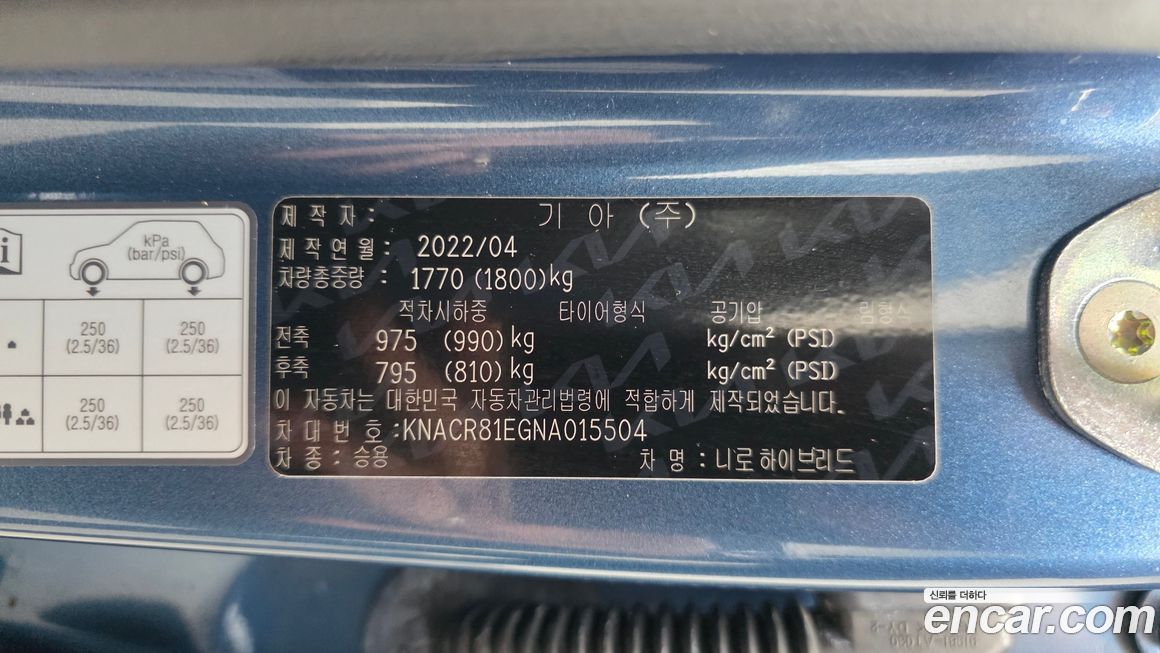 제작자 : 기아 (주)
제작연월 : 2022/04
차량총중량 : 1770 (1800)kg
적차시하중 타이어형식 공기압 림형식
전축 975 (990)kg kg/cm² (PSI)
후축 795 (810)kg kg/cm² (PSI)
이 자동차는 대한민국 자동차관리법령에 적합하게 제작되었습니다.
차대번호 :KNACR81EGNA015504
차종 : 승용 차명 : 니로하이브리드
i
kPa
(bar/psi)
250
(2.5/36)
250
(2.5/36)
250
(2.5/36)
250
(2.5/36)
신뢰를 더하다
encar.com